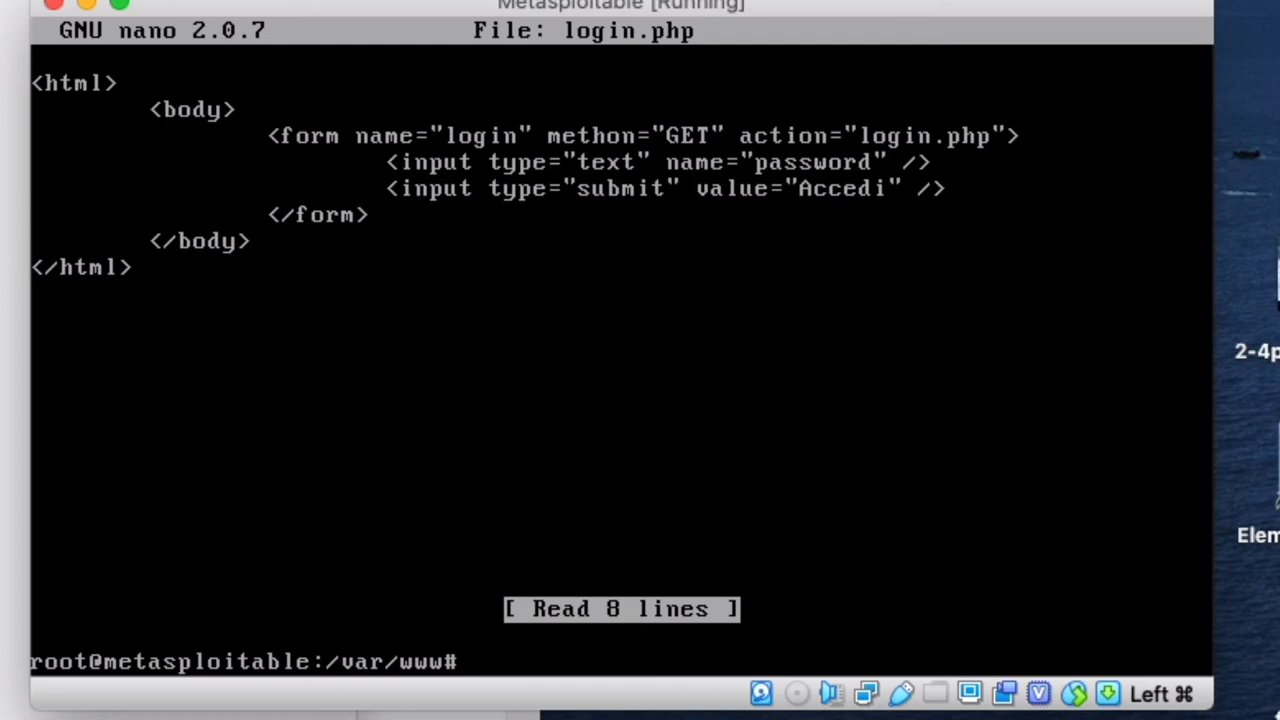 Metasploitable [Running]
GNU nano 2.0.7 File: login.php
<html>
<body>
<form name="login" methon="GET" action="login.php">
<input type="text" name="password" />
<input type="submit" value="Accedi" />
</form>
</body>
</html>
[ Read 8 lines ]
root@metasploitable:/var/www#
Left ⌘
2-4p
Elem